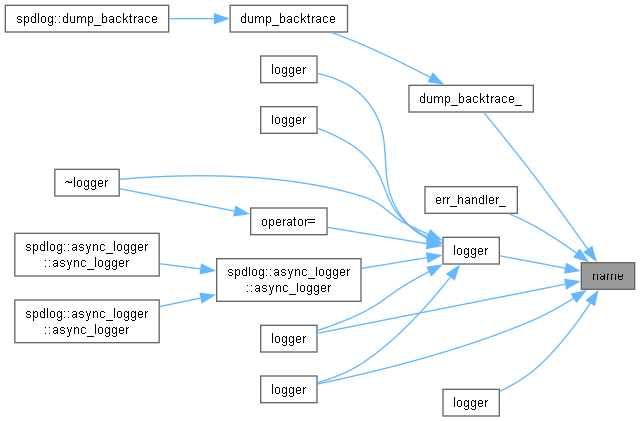 spdlog::dump_backtrace
dump_backtrace
logger
dump_backtrace_
logger
~logger
err_handler_
operator=
spdlog::async_logger
::async_logger
logger
spdlog::async_logger
::async_logger
name
spdlog::async_logger
::async_logger
logger
logger
logger